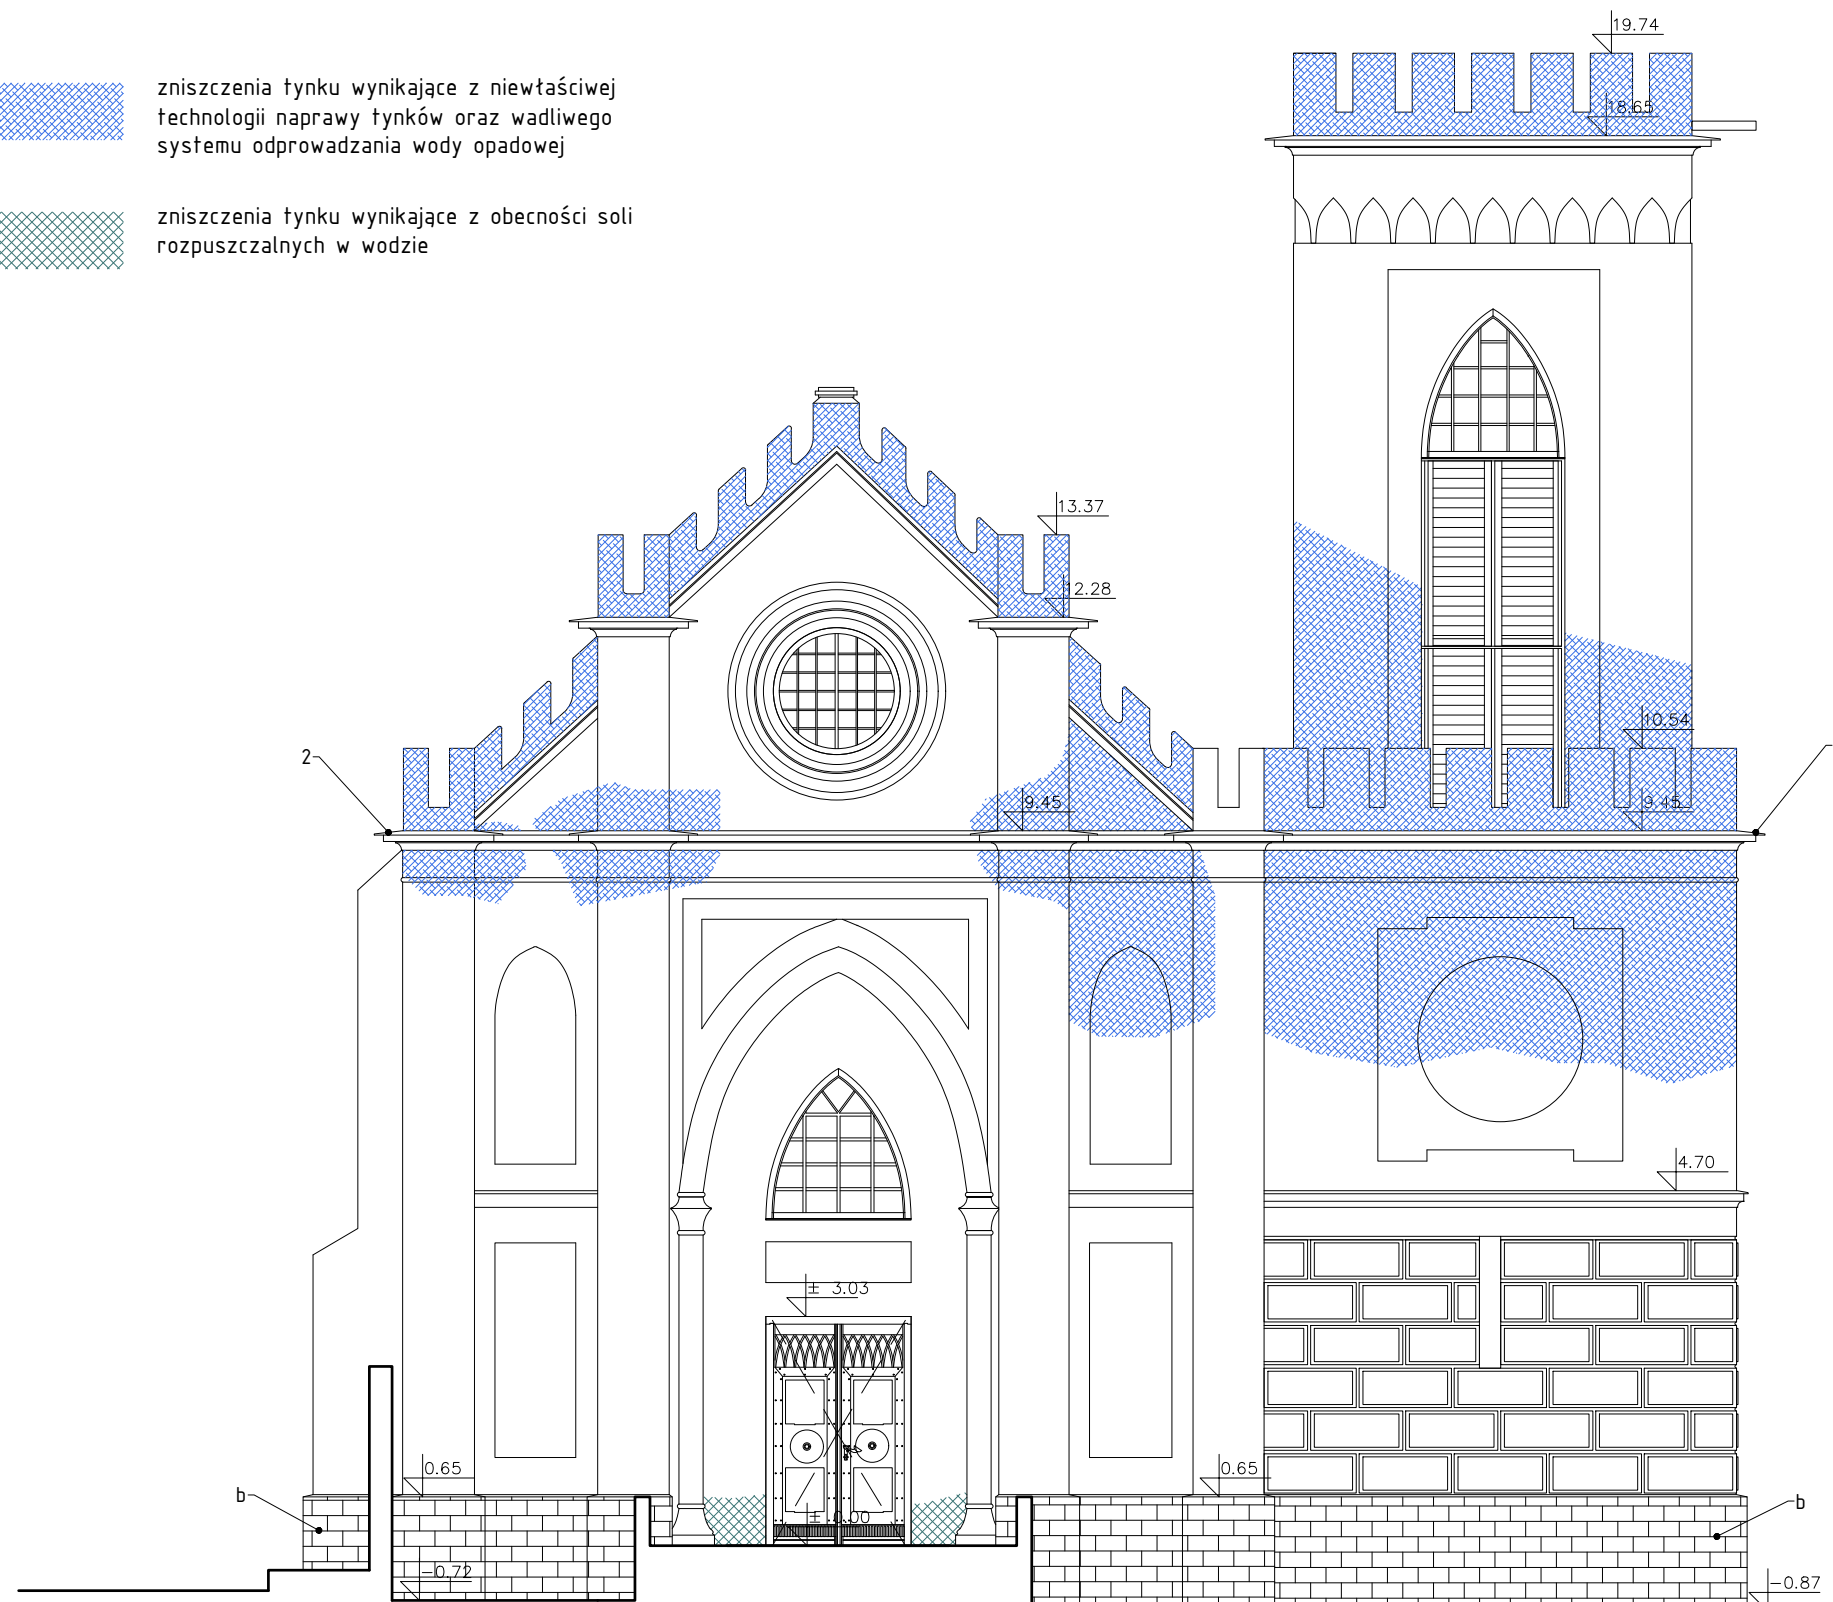 zniszczenia tynku wynikające z niewłaściwej
technologii naprawy tynków oraz wadliwego
systemu odprowadzania wody opadowej
zniszczenia tynku wynikające z obecności soli
rozpuszczalnych w wodzie
19.74
18.65
13.37
12.28
10.54
2
9.45
9.45
4.70
± 3.03
0.65
0.65
b
b
± 0.00
-0.72
-0.87